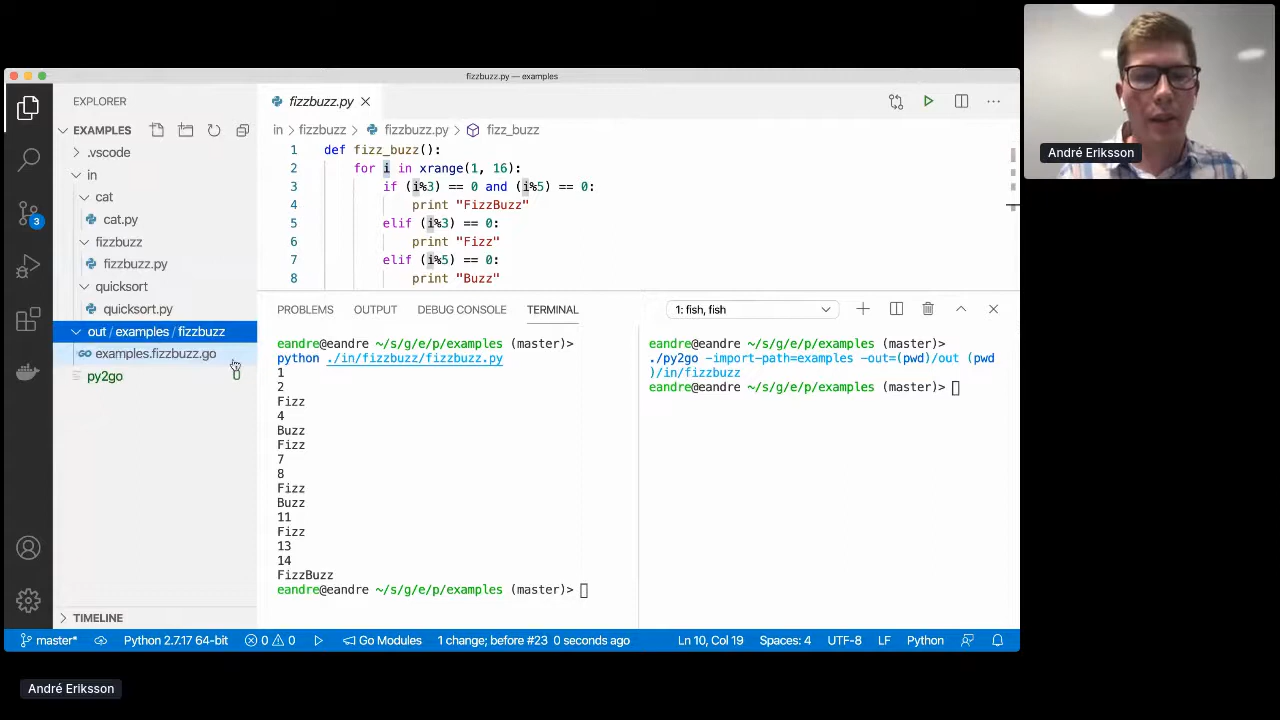 fizzbuzz.py — examples
EXPLORER
EXAMPLES
.vscode
in
cat
cat.py
fizzbuzz
fizzbuzz.py
quicksort
quicksort.py
out / examples / fizzbuzz
examples.fizzbuzz.go
py2go
TIMELINE
3
fizzbuzz.py
in > fizzbuzz > fizzbuzz.py > fizz_buzz
1 def fizz_buzz():
2 for i in xrange(1, 16):
3 if (i%3) == 0 and (i%5) == 0:
4 print "FizzBuzz"
5 elif (i%3) == 0:
6 print "Fizz"
7 elif (i%5) == 0:
8 print "Buzz"
PROBLEMS OUTPUT DEBUG CONSOLE TERMINAL 1: fish, fish
eandre@eandre ~/s/g/e/p/examples (master)>
python ./in/fizzbuzz/fizzbuzz.py
1
2
Fizz
4
Buzz
Fizz
7
8
Fizz
Buzz
11
Fizz
13
14
FizzBuzz
eandre@eandre ~/s/g/e/p/examples (master)>
eandre@eandre ~/s/g/e/p/examples (master)>
./py2go -import-path=examples -out=(pwd)/out (pwd
)/in/fizzbuzz
eandre@eandre ~/s/g/e/p/examples (master)>
master* Python 2.7.17 64-bit 0 0 Go Modules 1 change; before #23 0 seconds ago Ln 10, Col 19 Spaces: 4 UTF-8 LF Python
André Eriksson
André Eriksson